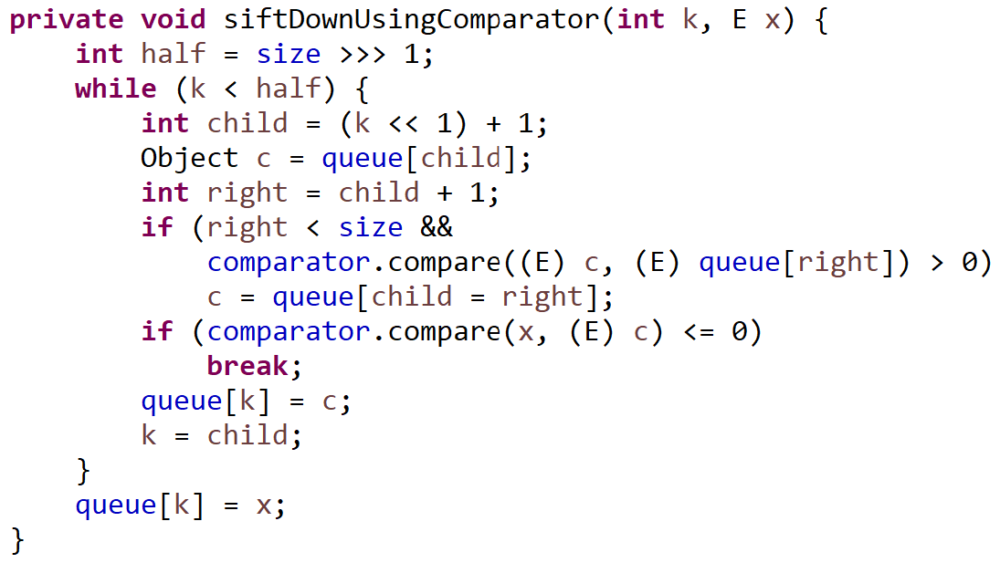 private void siftDownUsingComparator(int k, E x) {
    int half = size >>> 1;
    while (k < half) {
        int child = (k << 1) + 1;
        Object c = queue[child];
        int right = child + 1;
        if (right < size &&
            comparator.compare((E) c, (E) queue[right]) > 0)
            c = queue[child = right];
        if (comparator.compare(x, (E) c) <= 0)
            break;
        queue[k] = c;
        k = child;
    }
    queue[k] = x;
}